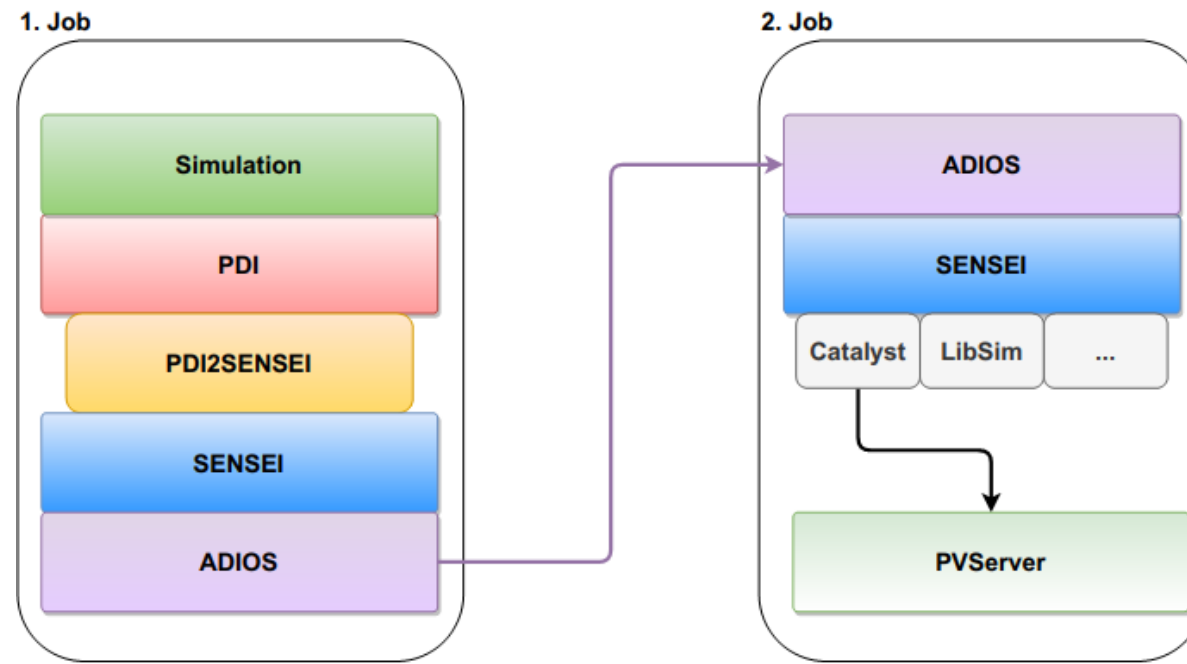 1. Job
Simulation
PDI
PDI2SENSEI
SENSEI
ADIOS
2. Job
ADIOS
SENSEI
Catalyst LibSim ...
PVServer